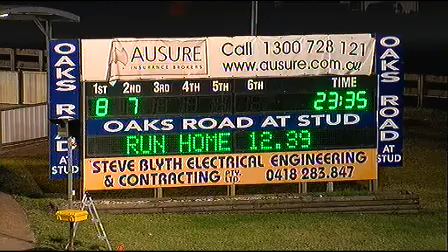 AUSURE
INSURANCE BROKERS
Call 1300 728 121
www.ausure.com.au
OAKS ROAD AT STUD
1ST 2ND 3RD 4TH 5TH 6TH TIME
8 7 23:35
OAKS ROAD AT STUD
RUN HOME 12.39
STEVE BLYTH ELECTRICAL ENGINEERING
& CONTRACTING PTY. LTD 0418 283.847
OAKS ROAD AT STUD